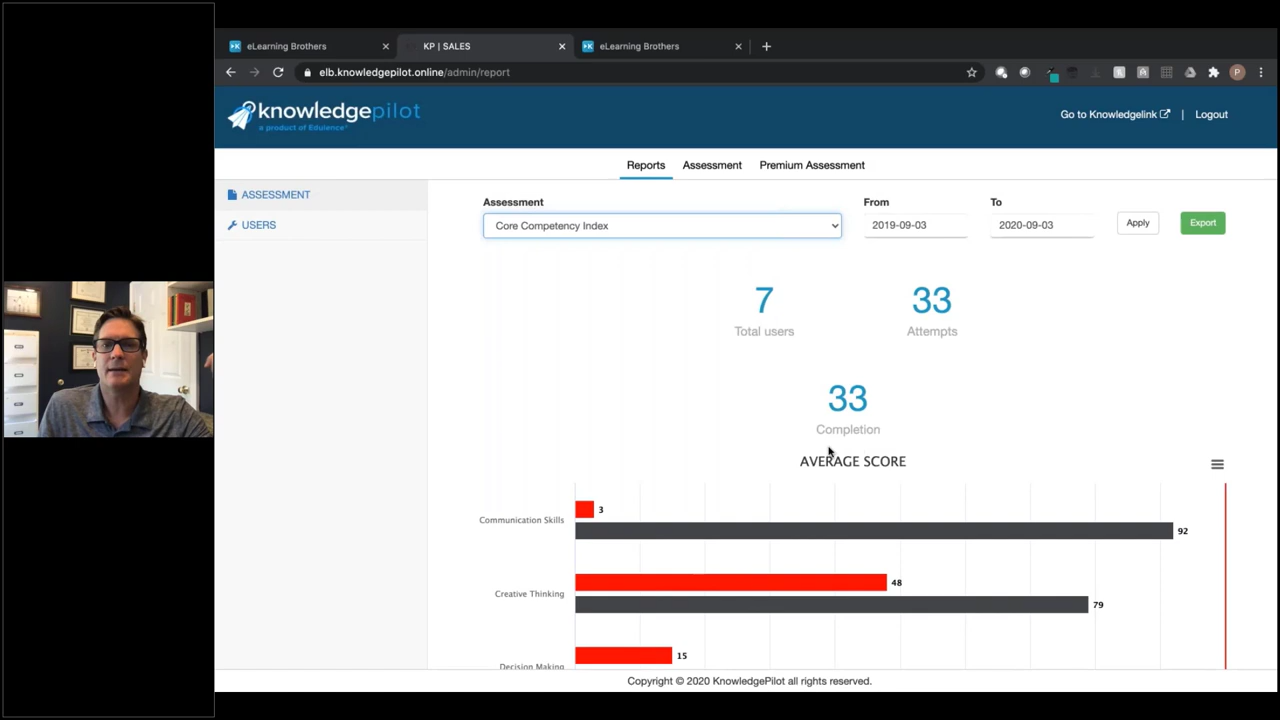 eLearning Brothers
KP | SALES
eLearning Brothers
elb.knowledgepilot.online/admin/report
P
knowledgepilot
a product of Edulence
Go to Knowledgelink | Logout
Reports Assessment Premium Assessment
ASSESSMENT
USERS
Assessment
From
To
Core Competency Index
2019-09-03
2020-09-03
Apply
Export
7
Total users
33
Attempts
33
Completion
AVERAGE SCORE
Communication Skills
3
92
Creative Thinking
48
79
Decision Making
15
Copyright © 2020 KnowledgePilot all rights reserved.